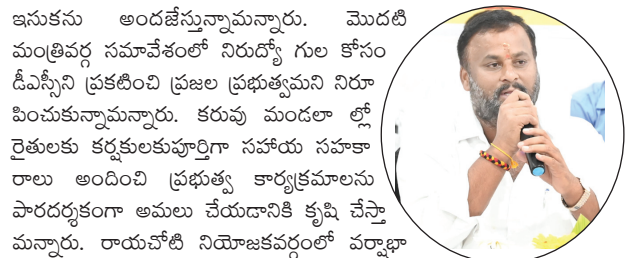 ఇసుకను అందజేస్తున్నామన్నారు. మొదటి
మంత్రివర్గ సమావేశంలో నిరుద్యో గుల కోసం
డీఎస్సీని ప్రకటించి ప్రజల ప్రభుత్వమని నిరూ
పించుకున్నామన్నారు. కరువు మండలా ల్లో
రైతులకు కర్షకులకుపూర్తిగా సహాయ సహకా
రాలు అందించి ప్రభుత్వ కార్యక్రమాలను
పారదర్శకంగా అమలు చేయడానికి కృషి చేస్తా
మన్నారు. రాయచోటి నియోజకవర్గంలో వర్షాభా